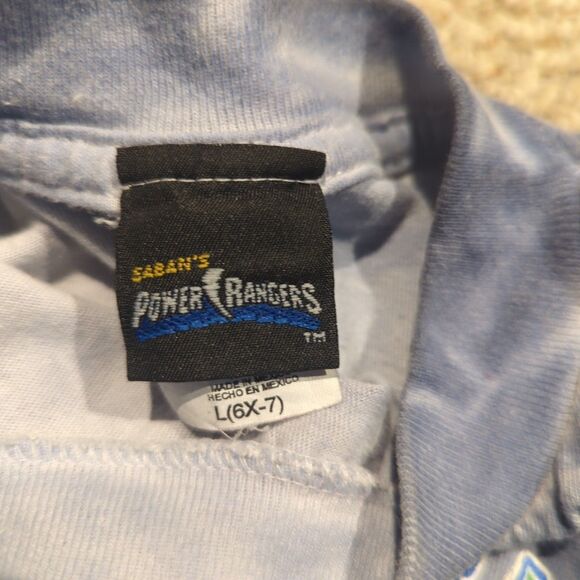 SABAN'S
POWER RANGERS
TM
MADE IN MEXICO
HECHO EN MEXICO
L(6X-7)